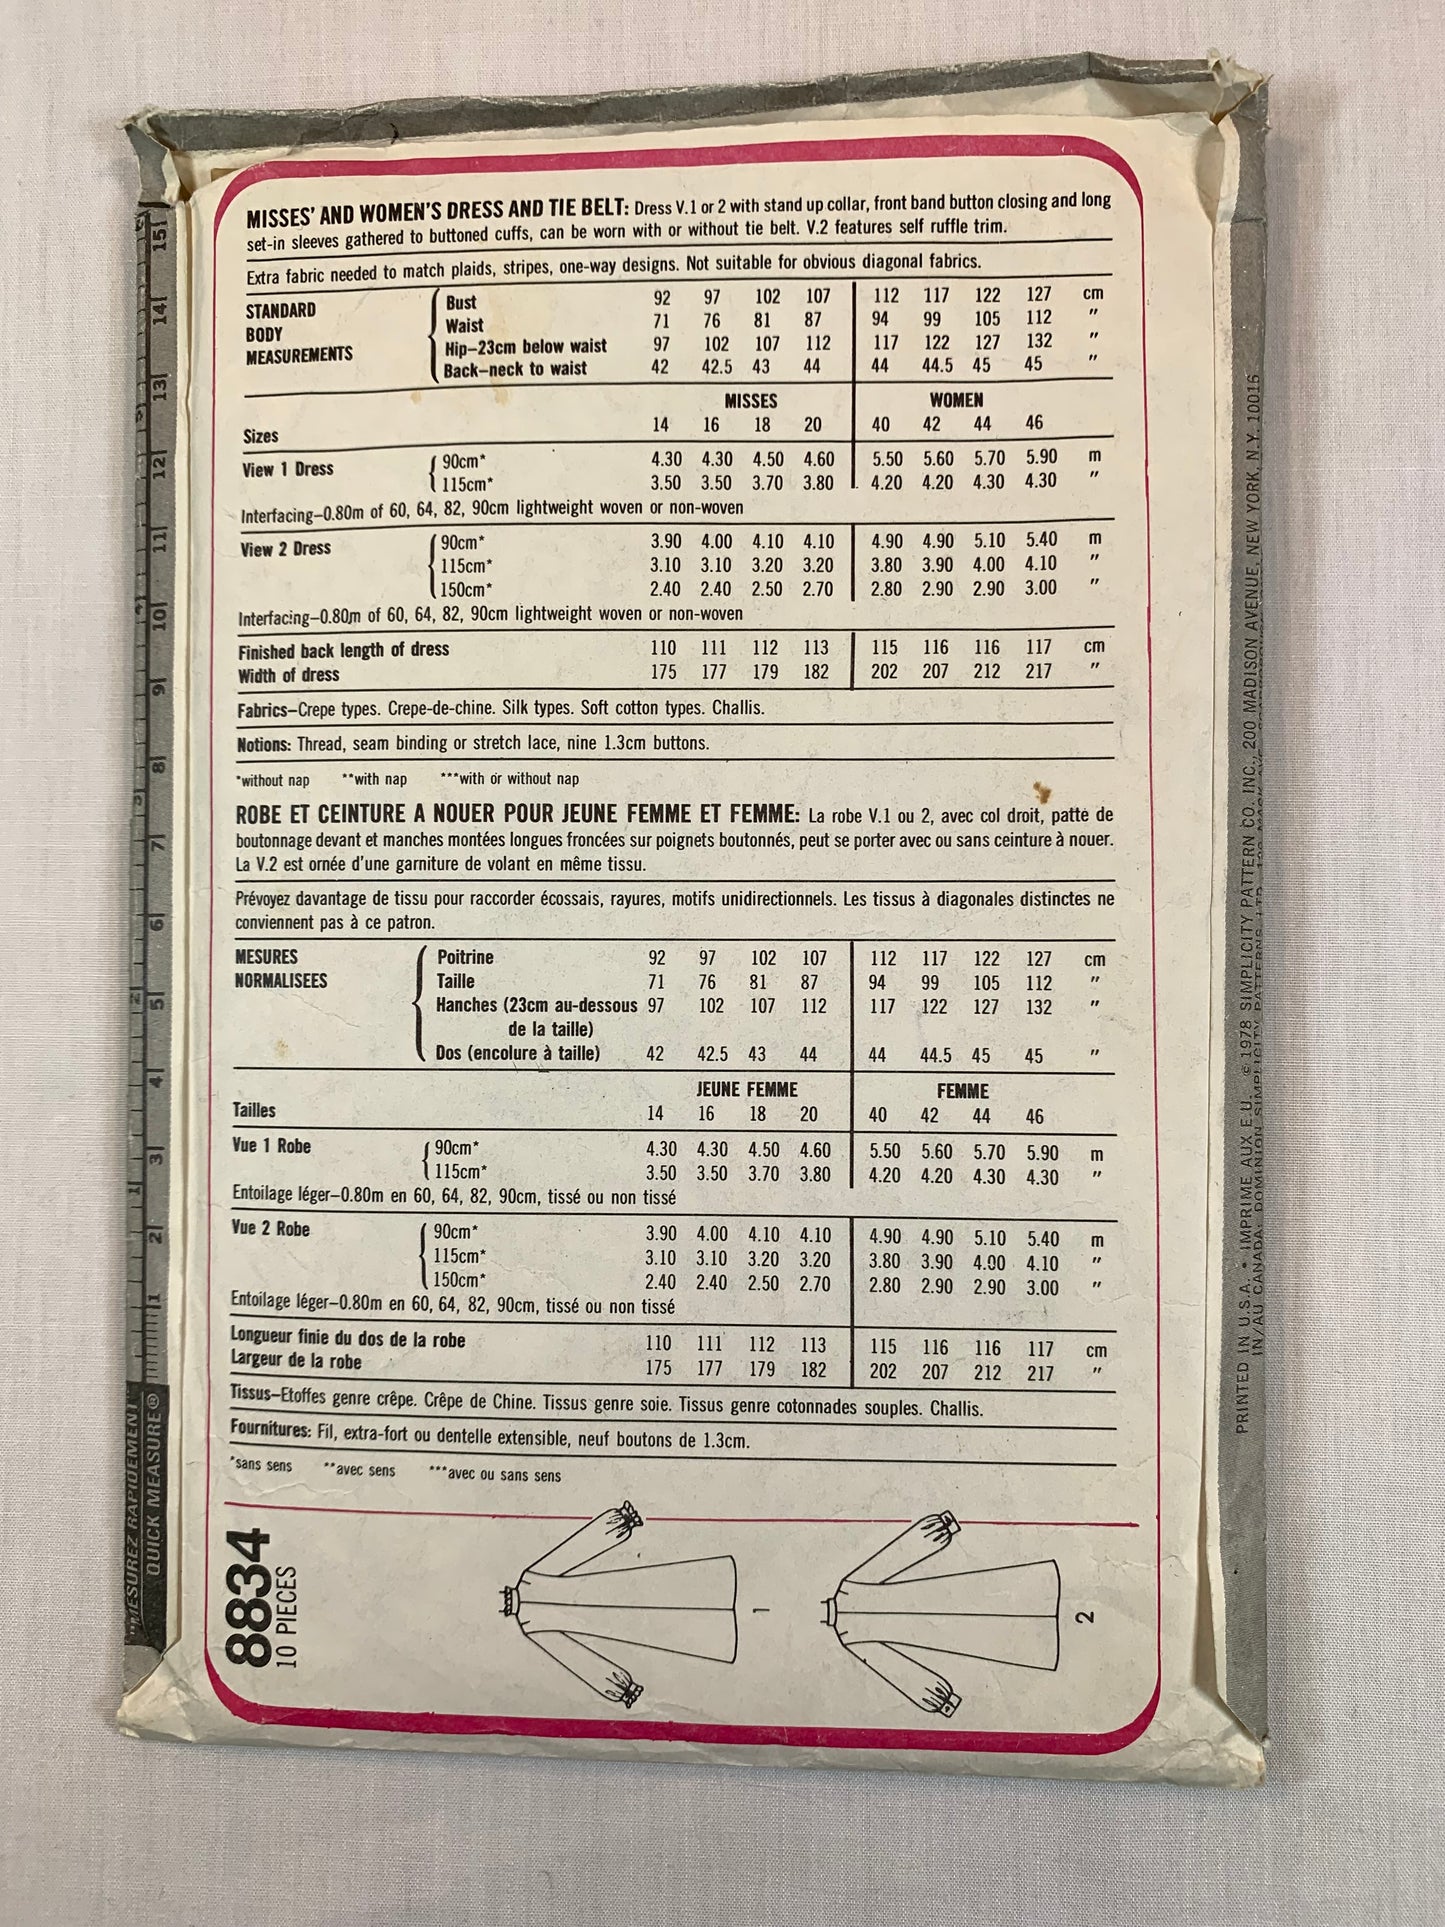 MISSES' AND WOMEN'S DRESS AND TIE BELT: Dress V.1 or 2 with stand up collar, front band button closing and long
set-in sleeves gathered to buttoned cuffs, can be worn with or without tie belt. V.2 features self ruffle trim.
Extra fabric needed to match plaids, stripes, one-way designs. Not suitable for obvious diagonal fabrics.
STANDARD BODY MEASUREMENTS
Bust 92 97 102 107 112 117 122 127 cm
Waist 71 76 81 87 94 99 105 112 "
Hip–23cm below waist 97 102 107 112 117 122 127 132 "
Back–neck to waist 42 42.5 43 44 44 44.5 45 45 "
MISSES WOMEN
Sizes 14 16 18 20 40 42 44 46
View 1 Dress 90cm* 4.30 4.30 4.50 4.60 5.50 5.60 5.70 5.90 m
115cm* 3.50 3.50 3.70 3.80 4.20 4.20 4.30 4.30 "
Interfacing–0.80m of 60, 64, 82, 90cm lightweight woven or non-woven
View 2 Dress 90cm* 3.90 4.00 4.10 4.10 4.90 4.90 5.10 5.40 m
115cm* 3.10 3.10 3.20 3.20 3.80 3.90 4.00 4.10 "
150cm* 2.40 2.40 2.50 2.70 2.80 2.90 2.90 3.00 "
Interfacing–0.80m of 60, 64, 82, 90cm lightweight woven or non-woven
Finished back length of dress 110 111 112 113 115 116 116 117 cm
Width of dress 175 177 179 182 202 207 212 217 "
Fabrics–Crepe types. Crepe-de-chine. Silk types. Soft cotton types. Challis.
Notions: Thread, seam binding or stretch lace, nine 1.3cm buttons.
*without nap **with nap ***with or without nap
ROBE ET CEINTURE A NOUER POUR JEUNE FEMME ET FEMME: La robe V.1 ou 2, avec col droit, patte de
boutonnage devant et manches montées longues froncées sur poignets boutonnés, peut se porter avec ou sans ceinture à nouer.
La V.2 est ornée d'une garniture de volant en même tissu.
Prévoyez davantage de tissu pour raccorder écossais, rayures, motifs unidirectionnels. Les tissus à diagonales distinctes ne
conviennent pas à ce patron.
MESURES NORMALISEES
Poitrine 92 97 102 107 112 117 122 127 cm
Taille 71 76 81 87 94 99 105 112 "
Hanches (23cm au-dessous 97 102 107 112 117 122 127 132 "
de la taille)
Dos (encolure à taille) 42 42.5 43 44 44 44.5 45 45 "
JEUNE FEMME FEMME
Tailles 14 16 18 20 40 42 44 46
Vue 1 Robe 90cm* 4.30 4.30 4.50 4.60 5.50 5.60 5.70 5.90 m
115cm* 3.50 3.50 3.70 3.80 4.20 4.20 4.30 4.30 "
Entoilage léger–0.80m en 60, 64, 82, 90cm, tissé ou non tissé
Vue 2 Robe 90cm* 3.90 4.00 4.10 4.10 4.90 4.90 5.10 5.40 m
115cm* 3.10 3.10 3.20 3.20 3.80 3.90 4.00 4.10 "
150cm* 2.40 2.40 2.50 2.70 2.80 2.90 2.90 3.00 "
Entoilage léger–0.80m en 60, 64, 82, 90cm, tissé ou non tissé
Longueur finie du dos de la robe 110 111 112 113 115 116 116 117 cm
Largeur de la robe 175 177 179 182 202 207 212 217 "
Tissus–Etoffes genre crêpe. Crêpe de Chine. Tissus genre soie. Tissus genre cotonnades souples. Challis.
Fournitures: Fil, extra-fort ou dentelle extensible, neuf boutons de 1.3cm.
*sans sens **avec sens ***avec ou sans sens
8834
10 PIECES
1
2
"MESUREZ RAPIDEMENT"
QUICK MEASURE®
1 2 3 4 5 6 7 8 9 10 11 12 13 14 15
PRINTED IN U.S.A. • IMPRIME AUX E.U. © 1978 SIMPLICITY PATTERN CO. INC., 200 MADISON AVENUE, NEW YORK, N.Y. 10016
IN/AU CANADA: DOMINION SIMPLICITY PATTERNS LTD.